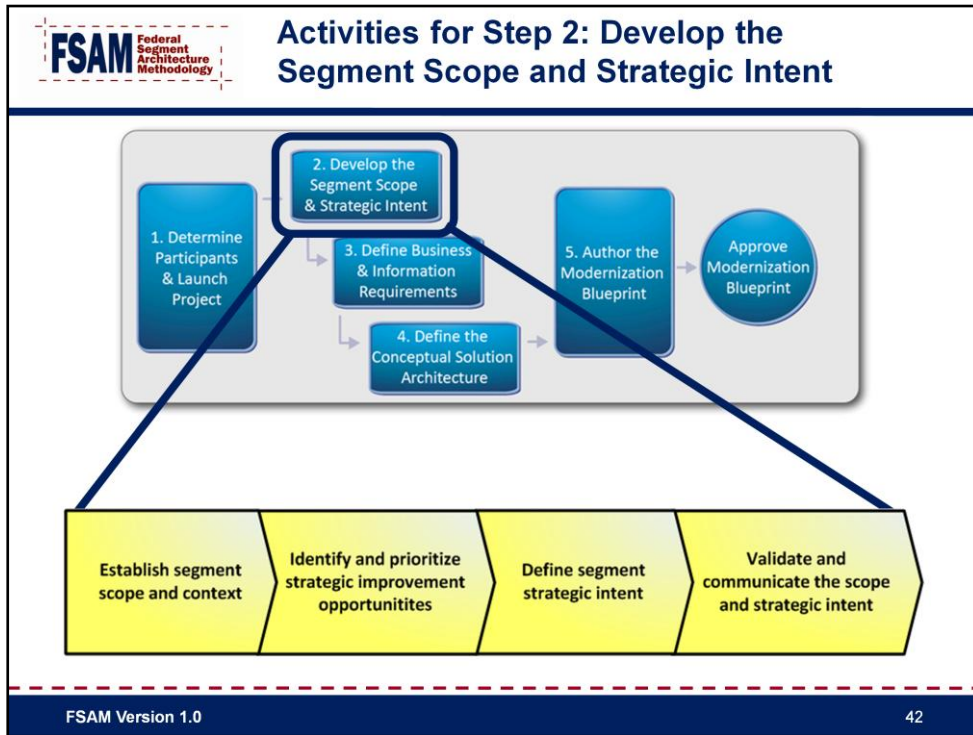 FSAM
Federal
Segment
Architecture
Methodology
Activities for Step 2: Develop the
Segment Scope and Strategic Intent
1. Determine
Participants
& Launch
Project
2. Develop the
Segment Scope
& Strategic Intent
3. Define Business
& Information
Requirements
4. Define the
Conceptual Solution
Architecture
5. Author the
Modernization
Blueprint
Approve
Modernization
Blueprint
Establish segment
scope and context
Identify and prioritize
strategic improvement
opportunitites
Define segment
strategic intent
Validate and
communicate the scope
and strategic intent
FSAM Version 1.0
42